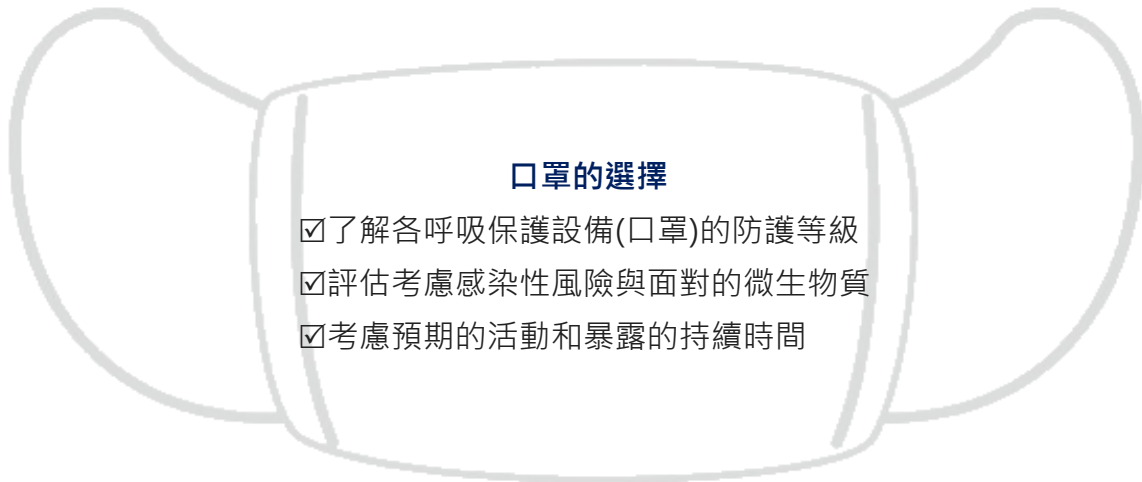 口罩的選擇
☑了解各呼吸保護設備(口罩)的防護等級
☑評估考慮感染性風險與面對的微生物質
☑考慮預期的活動和暴露的持續時間